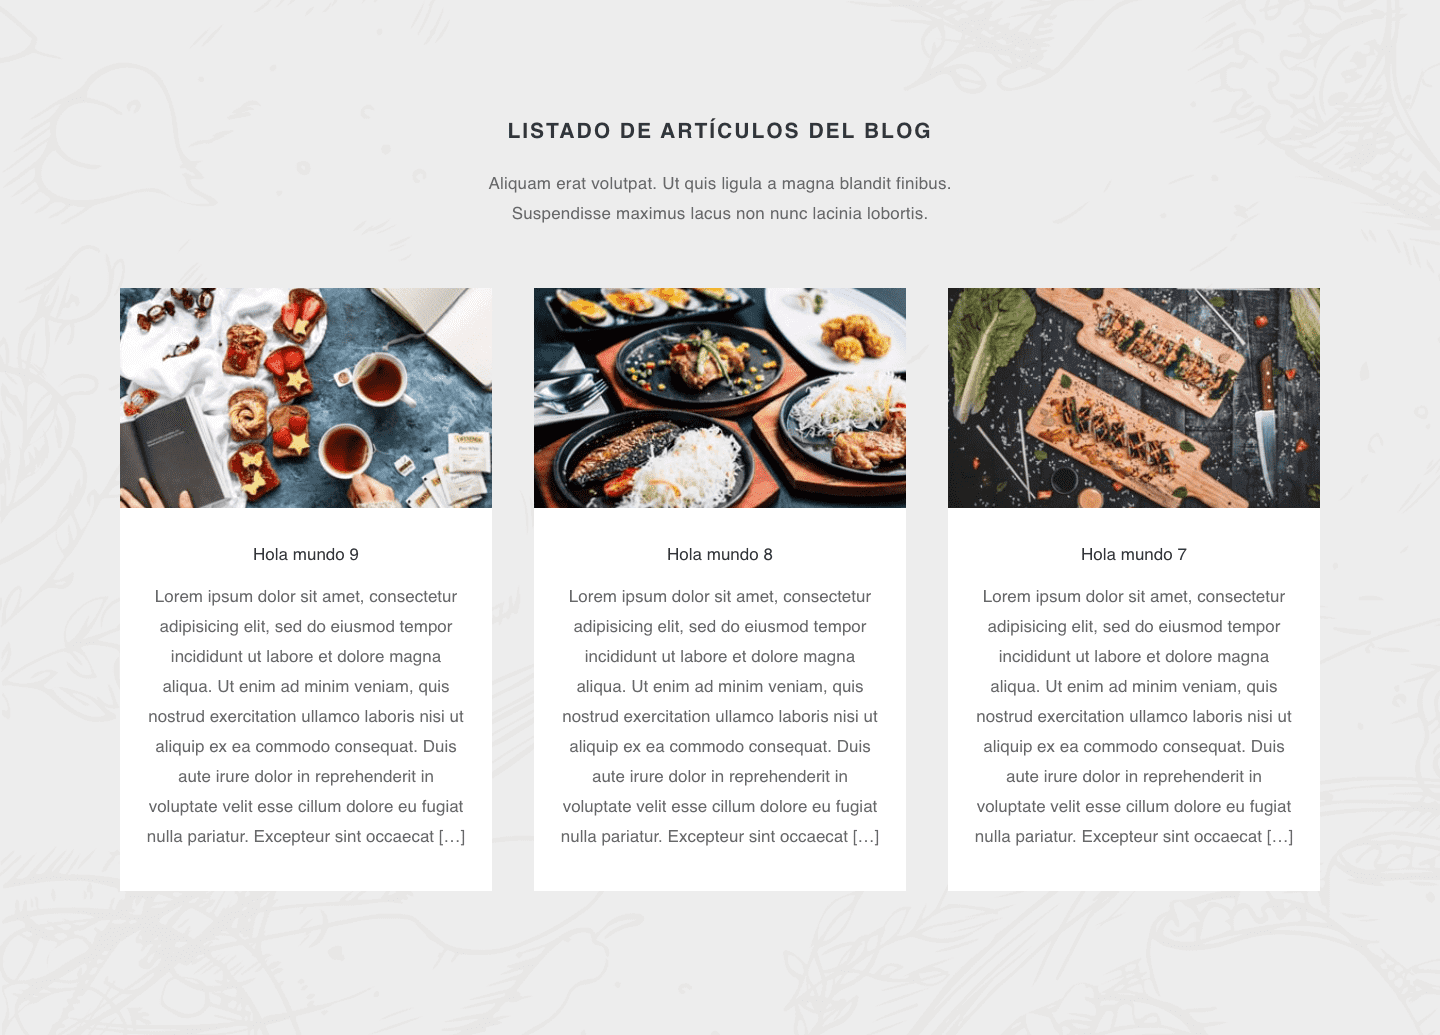 LISTADO DE ARTÍCULOS DEL BLOG
Aliquam erat volutpat. Ut quis ligula a magna blandit finibus.
Suspendisse maximus lacus non nunc lacinia lobortis.
Hola mundo 9
Lorem ipsum dolor sit amet, consectetur
adipisicing elit, sed do eiusmod tempor
incididunt ut labore et dolore magna
aliqua. Ut enim ad minim veniam, quis
nostrud exercitation ullamco laboris nisi ut
aliquip ex ea commodo consequat. Duis
aute irure dolor in reprehenderit in
voluptate velit esse cillum dolore eu fugiat
nulla pariatur. Excepteur sint occaecat […]
Hola mundo 8
Lorem ipsum dolor sit amet, consectetur
adipisicing elit, sed do eiusmod tempor
incididunt ut labore et dolore magna
aliqua. Ut enim ad minim veniam, quis
nostrud exercitation ullamco laboris nisi ut
aliquip ex ea commodo consequat. Duis
aute irure dolor in reprehenderit in
voluptate velit esse cillum dolore eu fugiat
nulla pariatur. Excepteur sint occaecat […]
Hola mundo 7
Lorem ipsum dolor sit amet, consectetur
adipisicing elit, sed do eiusmod tempor
incididunt ut labore et dolore magna
aliqua. Ut enim ad minim veniam, quis
nostrud exercitation ullamco laboris nisi ut
aliquip ex ea commodo consequat. Duis
aute irure dolor in reprehenderit in
voluptate velit esse cillum dolore eu fugiat
nulla pariatur. Excepteur sint occaecat […]